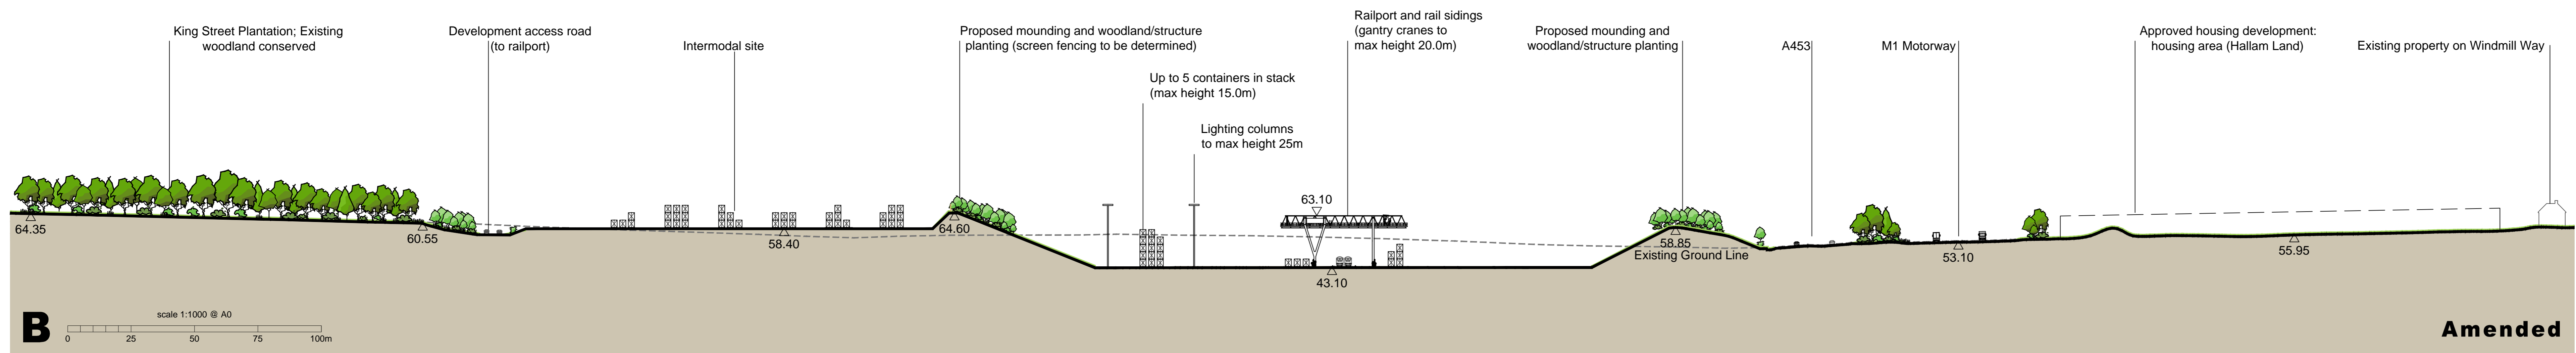 King Street Plantation; Existing
woodland conserved
Development access road
(to railport)
Intermodal site
Proposed mounding and woodland/structure
planting (screen fencing to be determined)
Up to 5 containers in stack
(max height 15.0m)
Lighting columns
to max height 25m
Railport and rail sidings
(gantry cranes to
max height 20.0m)
Proposed mounding and
woodland/structure planting
A453
M1 Motorway
Approved housing development:
housing area (Hallam Land)
Existing property on Windmill Way
64.35
60.55
58.40
64.60
63.10
43.10
58.85
Existing Ground Line
53.10
55.95
B
scale 1:1000 @ A0
0 25 50 75 100m
Amended